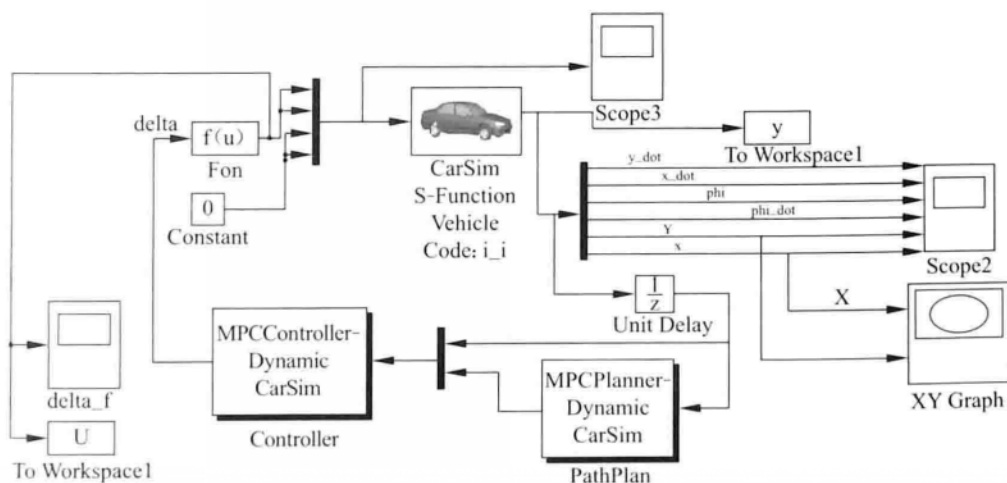 Scope3
delta
f(u)
Fon
0
Constant
CarSim
S-Function
Vehicle
Code: i_i
y
To Workspace1
y_dot
x_dot
phi
phi_dot
Y
x
Scope2
1
z
Unit Delay
X
XY Graph
MPCController-
Dynamic
CarSim
Controller
MPCPlanner-
Dynamic
CarSim
PathPlan
delta_f
U
To Workspace1